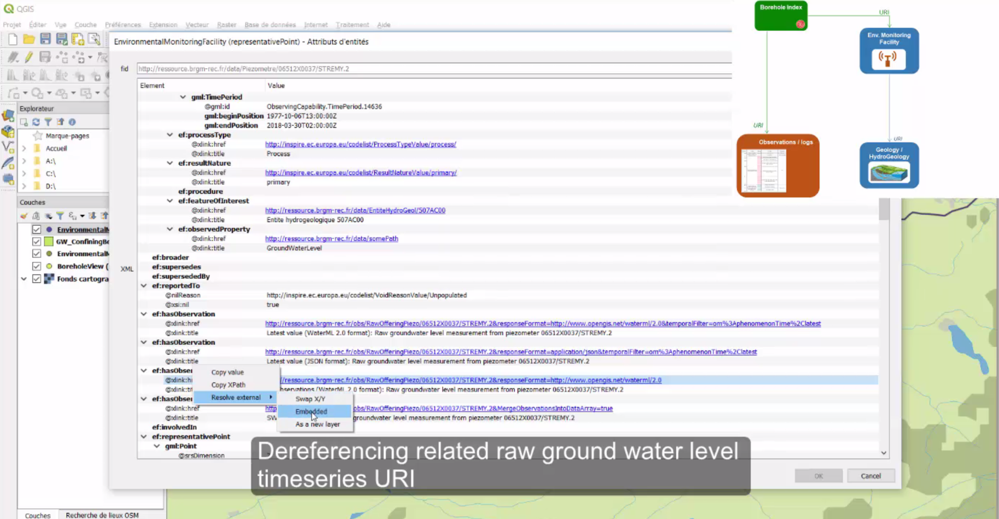 QGIS
Projet Éditer Vue Couche Préférences Extension Vecteur Raster Base de données Internet Traitement Aide
EnvironmentalMonitoringFacility (representativePoint) - Attributs d'entités
fid http://ressource.brgm-rec.fr/data/Piezometre/06512X0037/STREMY.2
Element Value
gml:TimePeriod
@gml:id ObservingCapability.TimePeriod.14636
gml:beginPosition 1977-10-06T13:00:00Z
gml:endPosition 2018-03-30T02:00:00Z
ef:processType
@xlink:href http://inspire.ec.europa.eu/codelist/ProcessTypeValue/process/
@xlink:title Process
ef:resultNature
@xlink:href http://inspire.ec.europa.eu/codelist/ResultNatureValue/primary/
@xlink:title primary
ef:procedure
ef:featureOfInterest
@xlink:href http://ressource.brgm-rec.fr/data/EntiteHydroGeol/507AC00
@xlink:title Entite hydrogeologique 507AC00
ef:observedProperty
@xlink:href http://ressource.brgm-rec.fr/data/somePath
@xlink:title GroundWaterLevel
ef:broader
ef:supersedes
XML
ef:supersededBy
ef:reportedTo
@nilReason http://inspire.ec.europa.eu/codelist/VoidReasonValue/Unpopulated
@xsi:nil true
ef:hasObservation
@xlink:href http://ressource.brgm-rec.fr/obs/RawOfferingPiezo/06512X0037/STREMY.2&responseFormat=http://www.opengis.net/waterml/2.0&temporalFilter=om%3AphenomenonTime%2Clatest
@xlink:title Latest value (WaterML 2.0 format): Raw groundwater level measurement from piezometer 06512X0037/STREMY.2
ef:hasObservation
@xlink:href http://ressource.brgm-rec.fr/obs/RawOfferingPiezo/06512X0037/STREMY.2&responseFormat=application/json&temporalFilter=om%3AphenomenonTime%2Clatest
@xlink:title Latest value (JSON format): Raw groundwater level measurement from piezometer 06512X0037/STREMY.2
ef:hasObser
@xlink:h /ressource.brgm-rec.fr/obs/RawOfferingPiezo/06512X0037/STREMY.2&responseFormat=http://www.opengis.net/waterml/2.0
@xlink:tit bservations (WaterML 2.0 format): Raw groundwater level measurement from piezometer 06512X0037/STREMY.2
ef:hasObser
@xlink:href http obs/RawOfferingPiezo/06512X0037/STREMY.2&MergeObservationsIntoDataArray=true
@xlink:title SW groundwater level measurement from piezometer 06512X0037/STREMY.2
ef:involvedIn
ef:representativePoint
gml:Point
@srsDimension
Copy value
Copy XPath
Resolve external
Swap X/Y
Embedded
As a new layer
OK Cancel
Explorateur
Marque-pages
Accueil
A:\
C:\
D:\
Couches
EnvironmentalM
GW_ConfiningBe
EnvironmentalM
BoreholeView (
Fonds cartogra
Couches Recherche de lieux OSM
Borehole Index
URI
Env. Monitoring
Facility
URI
URI
Observations / logs
Geology /
HydroGeology
Dereferencing related raw ground water level
timeseries URI